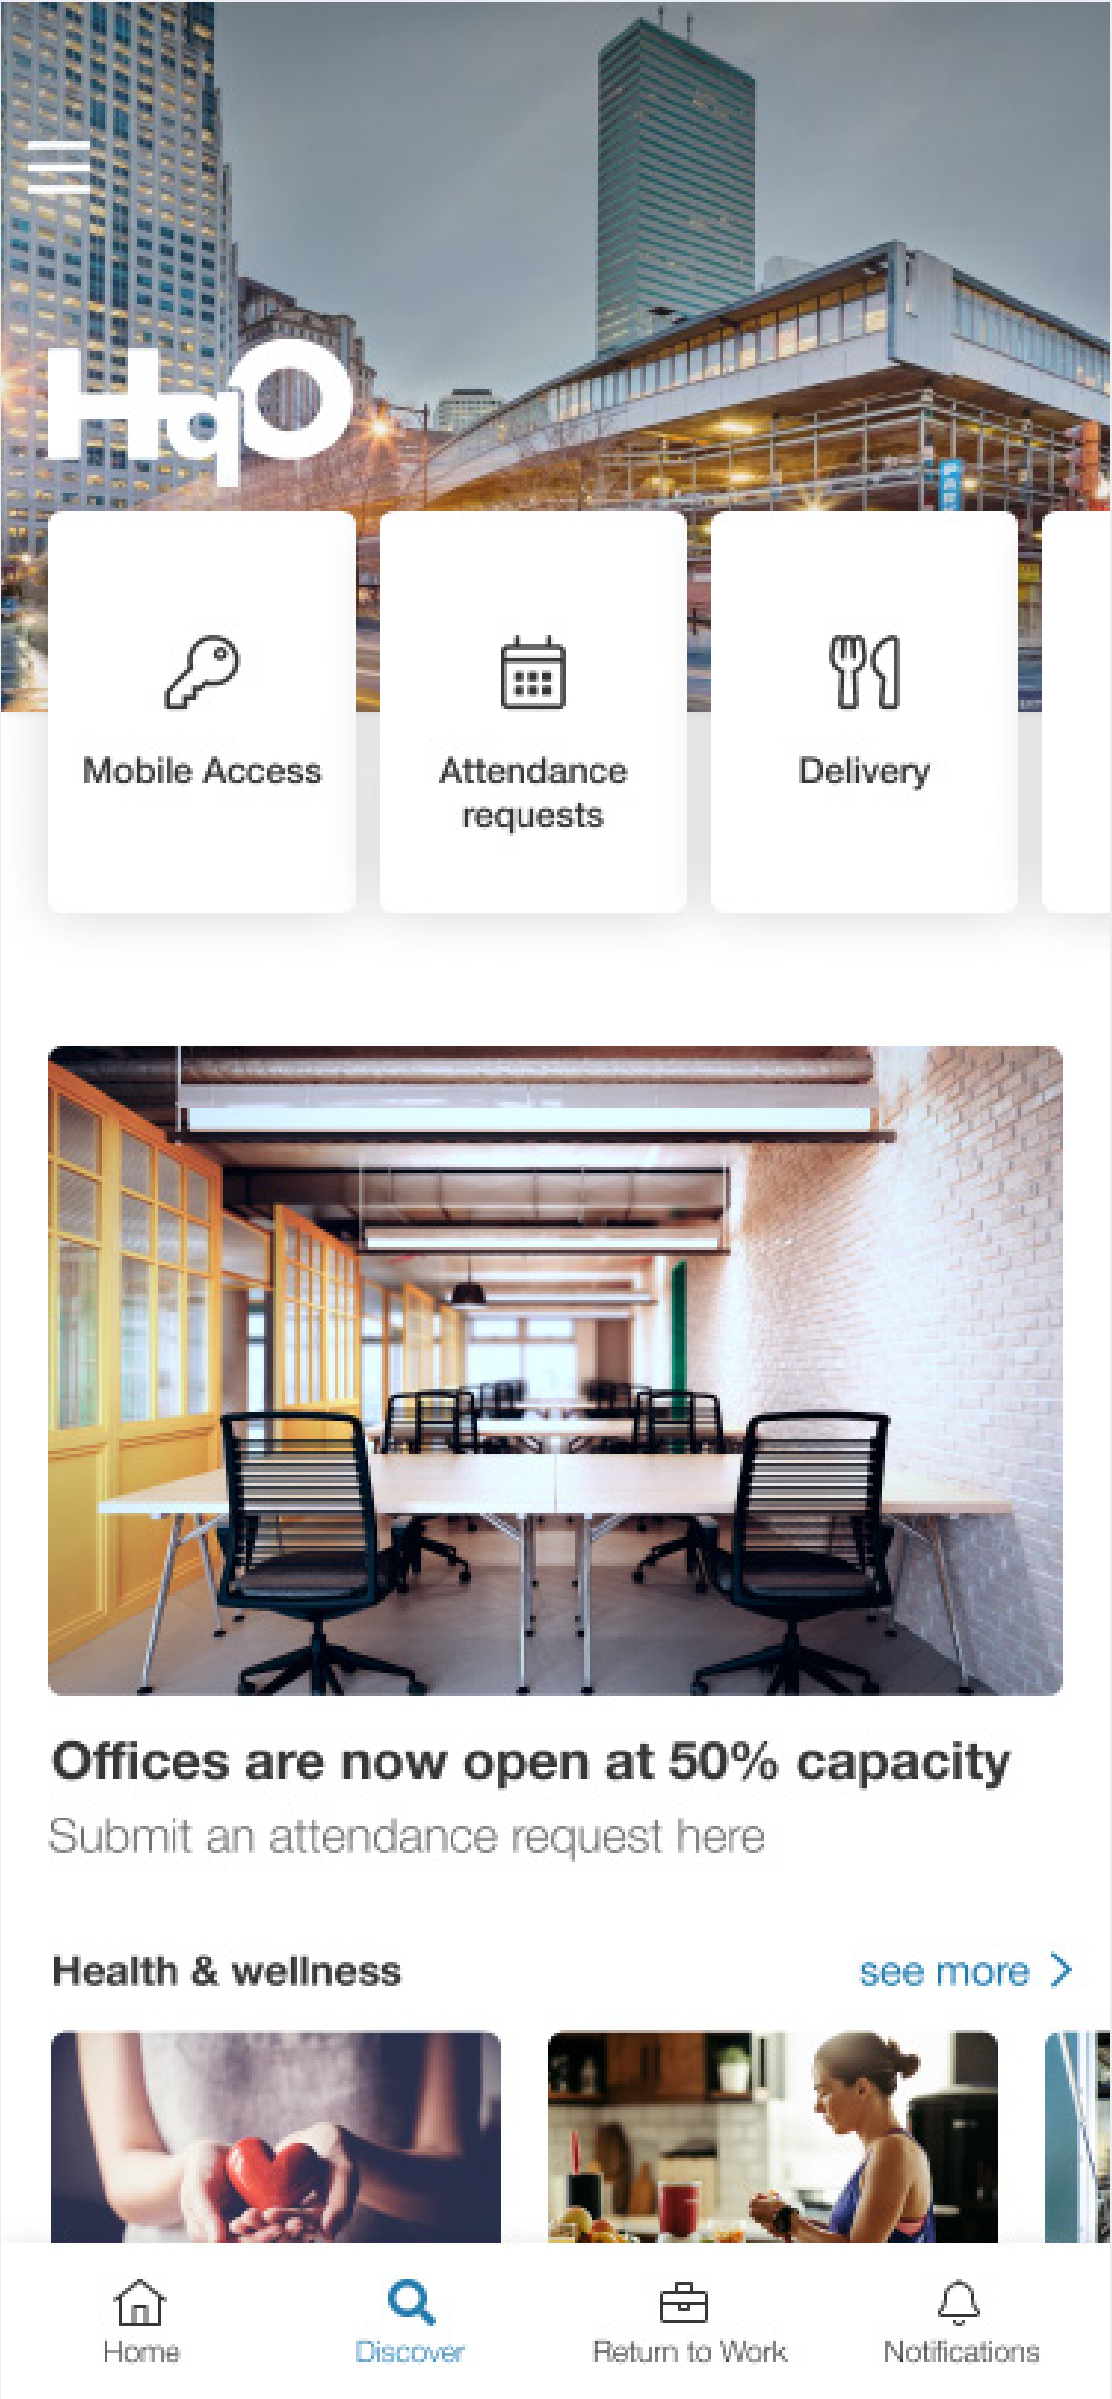 HqO
PAR
Mobile Access
Attendance
requests
Delivery
Offices are now open at 50% capacity
Submit an attendance request here
Health & wellness
see more
Home
Discover
Return to Work
Notifications